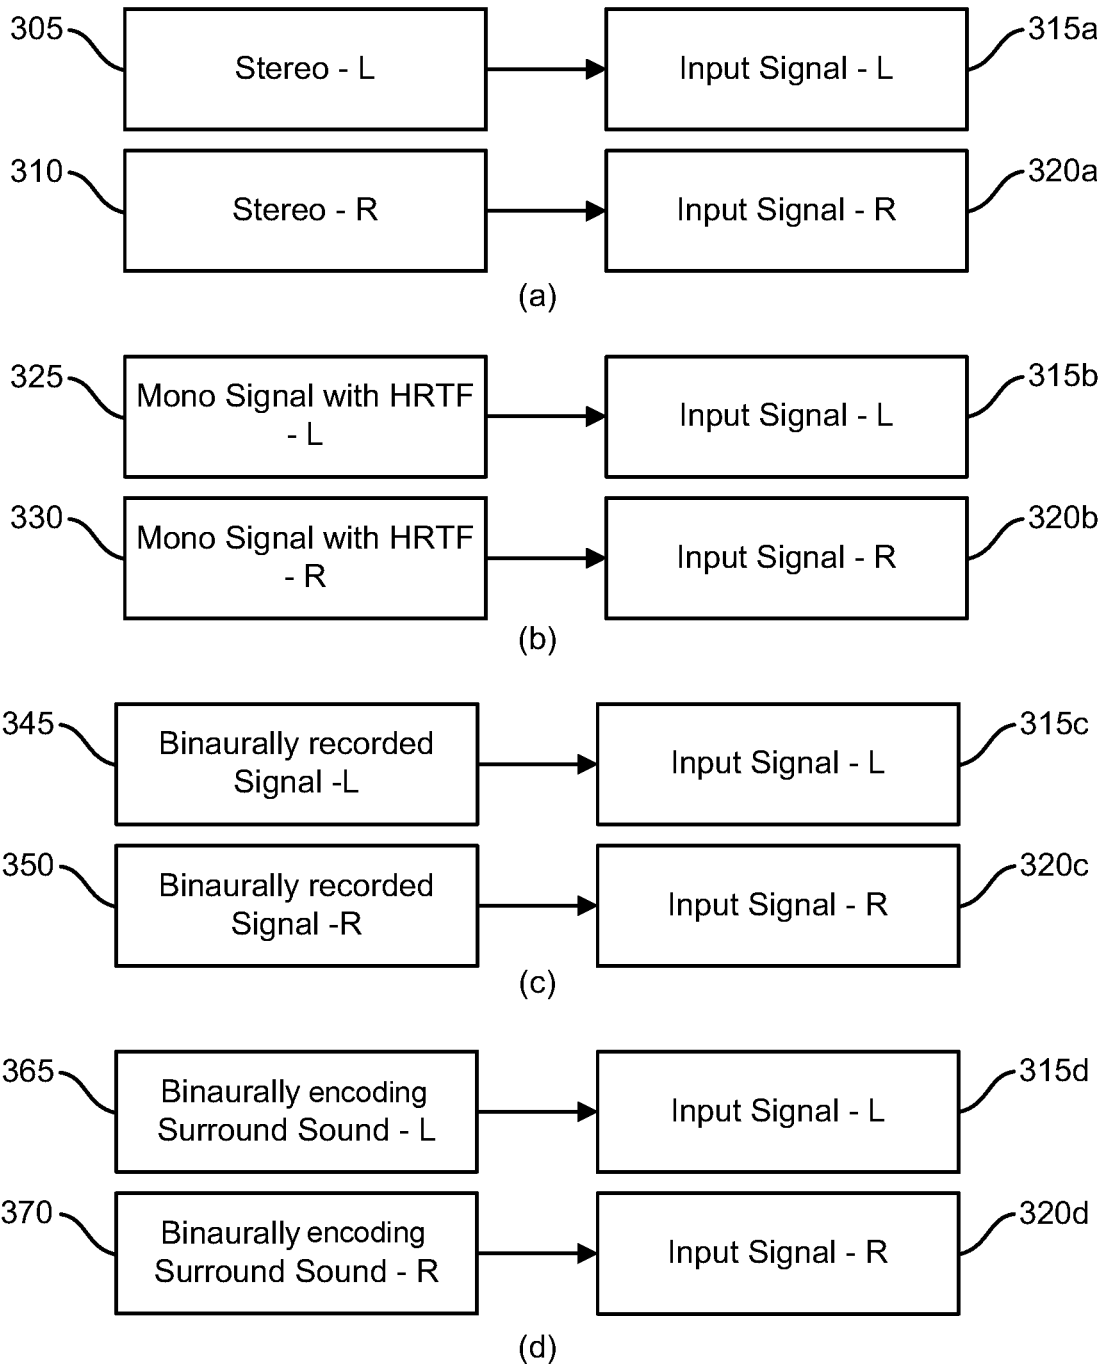 305
Stereo - L
Input Signal - L
315a
310
Stereo - R
Input Signal - R
320a
(a)
325
Mono Signal with HRTF
- L
Input Signal - L
315b
330
Mono Signal with HRTF
- R
Input Signal - R
320b
(b)
345
Binaurally recorded
Signal -L
Input Signal - L
315c
350
Binaurally recorded
Signal -R
Input Signal - R
320c
(c)
365
Binaurally encoding
Surround Sound - L
Input Signal - L
315d
370
Binaurally encoding
Surround Sound - R
Input Signal - R
320d
(d)